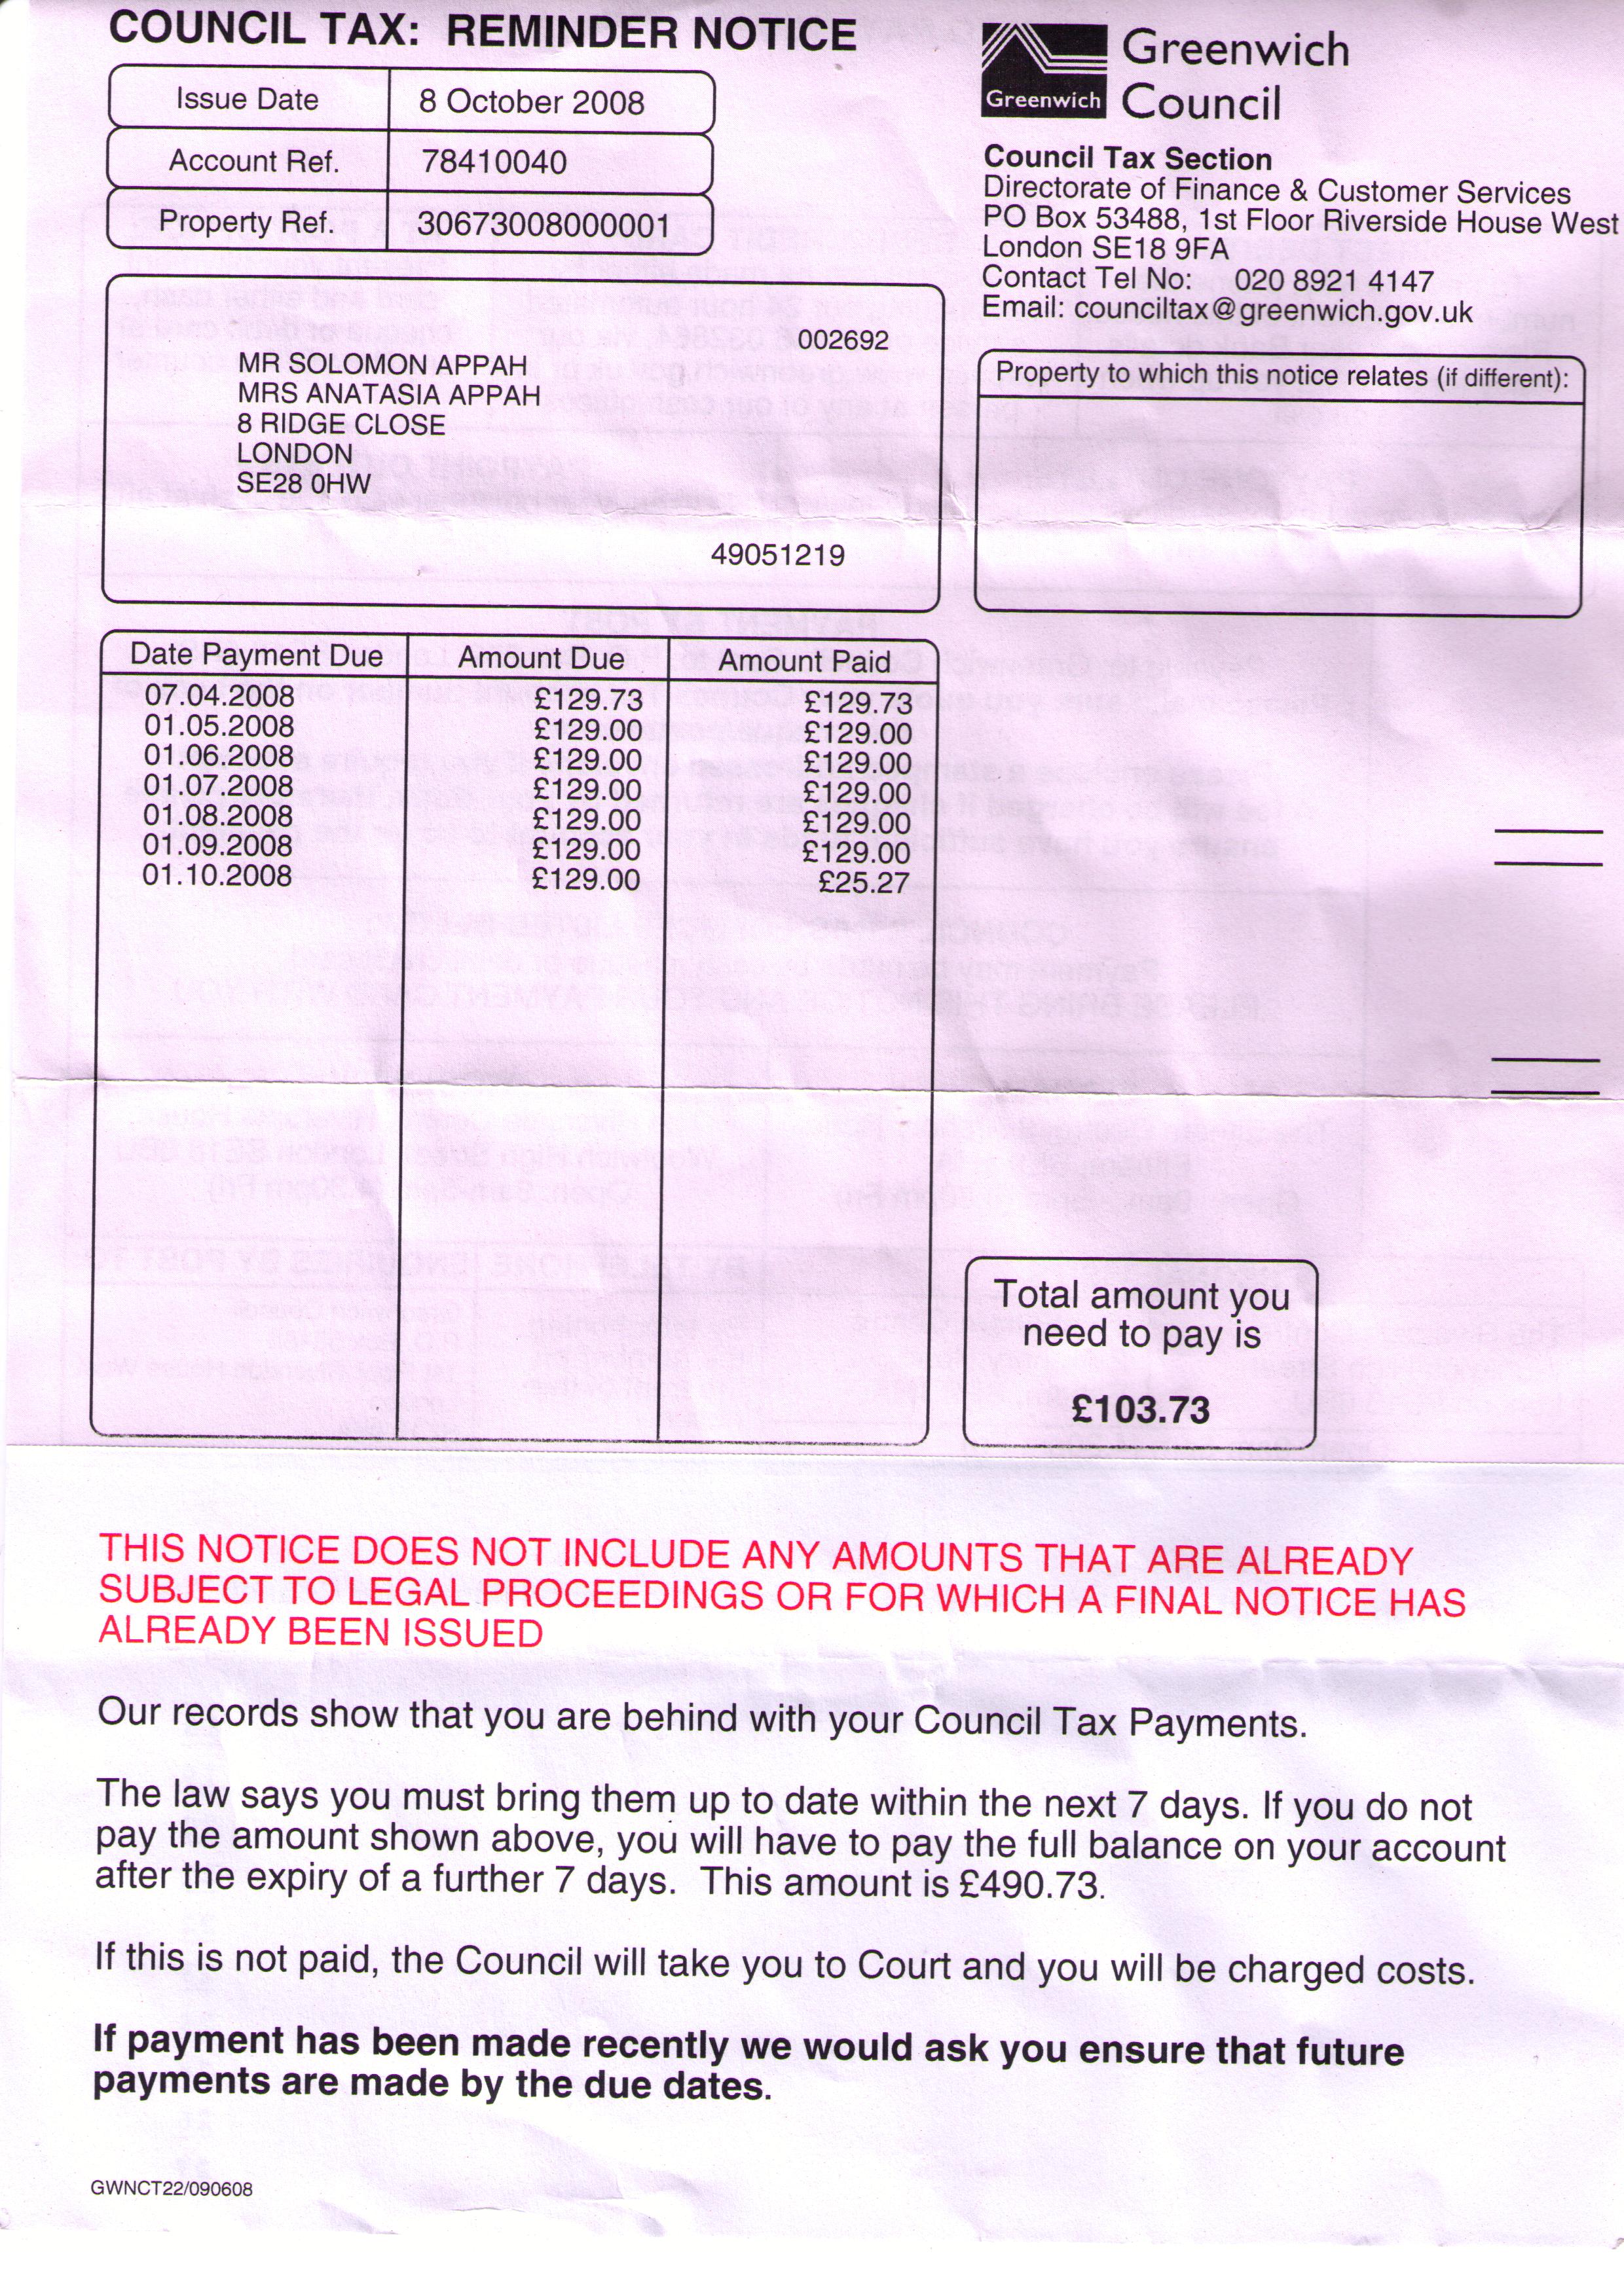 COUNCIL TAX: REMINDER NOTICE
Issue Date 8 October 2008
Account Ref. 78410040
Property Ref. 30673008000001
Greenwich
Greenwich
Council
Council Tax Section
Directorate of Finance & Customer Services
PO Box 53488, 1st Floor Riverside House West
London SE18 9FA
Contact Tel No: 020 8921 4147
Email: counciltax@greenwich.gov.uk
002692
MR SOLOMON APPAH
MRS ANATASIA APPAH
8 RIDGE CLOSE
LONDON
SE28 0HW
49051219
Property to which this notice relates (if different):
Date Payment Due Amount Due Amount Paid
07.04.2008 £129.73 £129.73
01.05.2008 £129.00 £129.00
01.06.2008 £129.00 £129.00
01.07.2008 £129.00 £129.00
01.08.2008 £129.00 £129.00
01.09.2008 £129.00 £129.00
01.10.2008 £129.00 £25.27
Total amount you
need to pay is
£103.73
THIS NOTICE DOES NOT INCLUDE ANY AMOUNTS THAT ARE ALREADY
SUBJECT TO LEGAL PROCEEDINGS OR FOR WHICH A FINAL NOTICE HAS
ALREADY BEEN ISSUED
Our records show that you are behind with your Council Tax Payments.
The law says you must bring them up to date within the next 7 days. If you do not
pay the amount shown above, you will have to pay the full balance on your account
after the expiry of a further 7 days. This amount is £490.73.
If this is not paid, the Council will take you to Court and you will be charged costs.
If payment has been made recently we would ask you ensure that future
payments are made by the due dates.
GWNCT22/090608